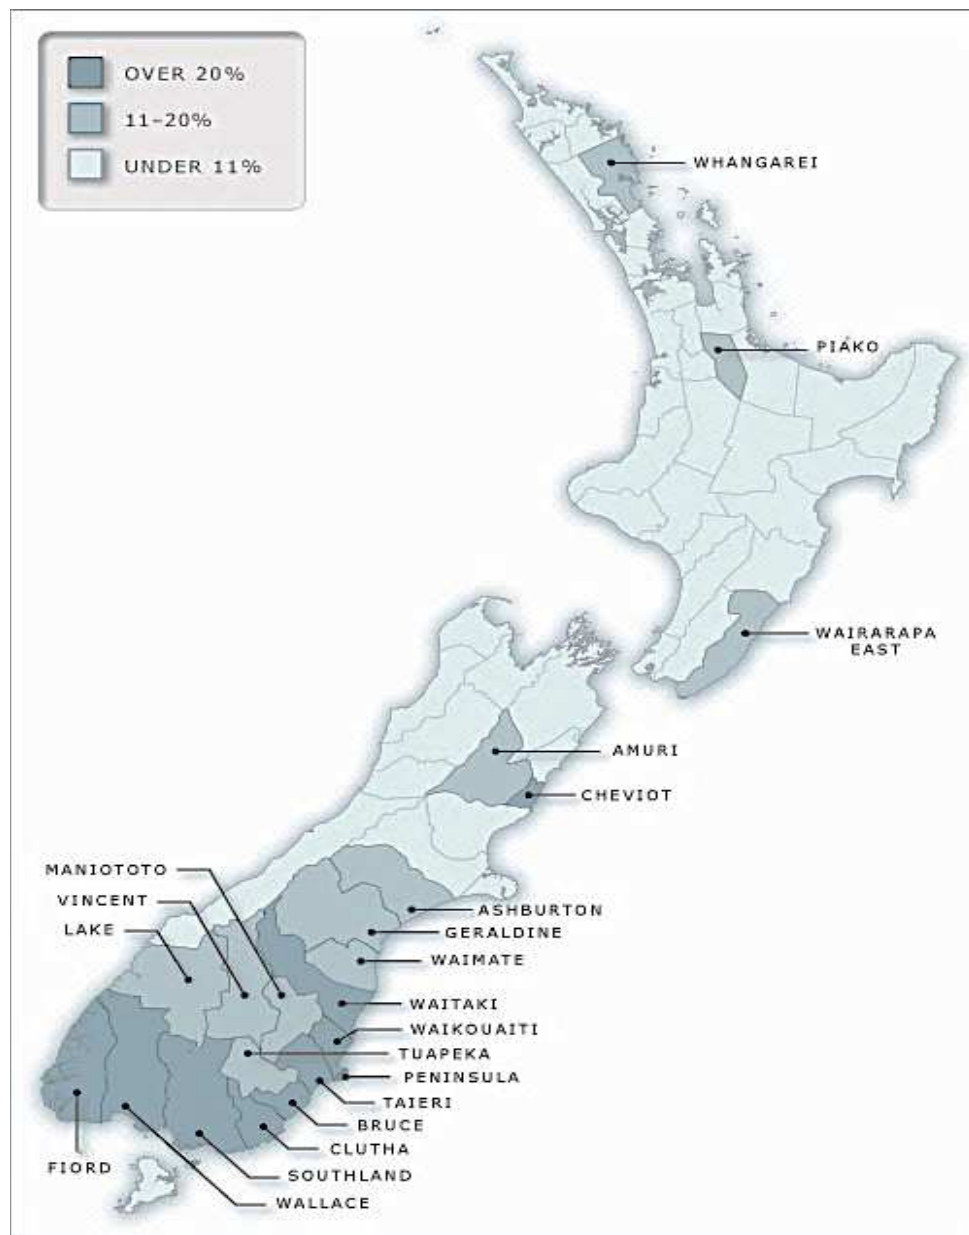 OVER 20%
11–20%
UNDER 11%
WHANGAREI
PIAKO
WAIRARAPA
EAST
AMURI
CHEVIOT
MANIOTOTO
VINCENT
LAKE
ASHBURTON
GERALDINE
WAIMATE
WAITAKI
WAIKOUAITI
TUAPEKA
PENINSULA
TAIERI
BRUCE
CLUTHA
FIORD
SOUTHLAND
WALLACE